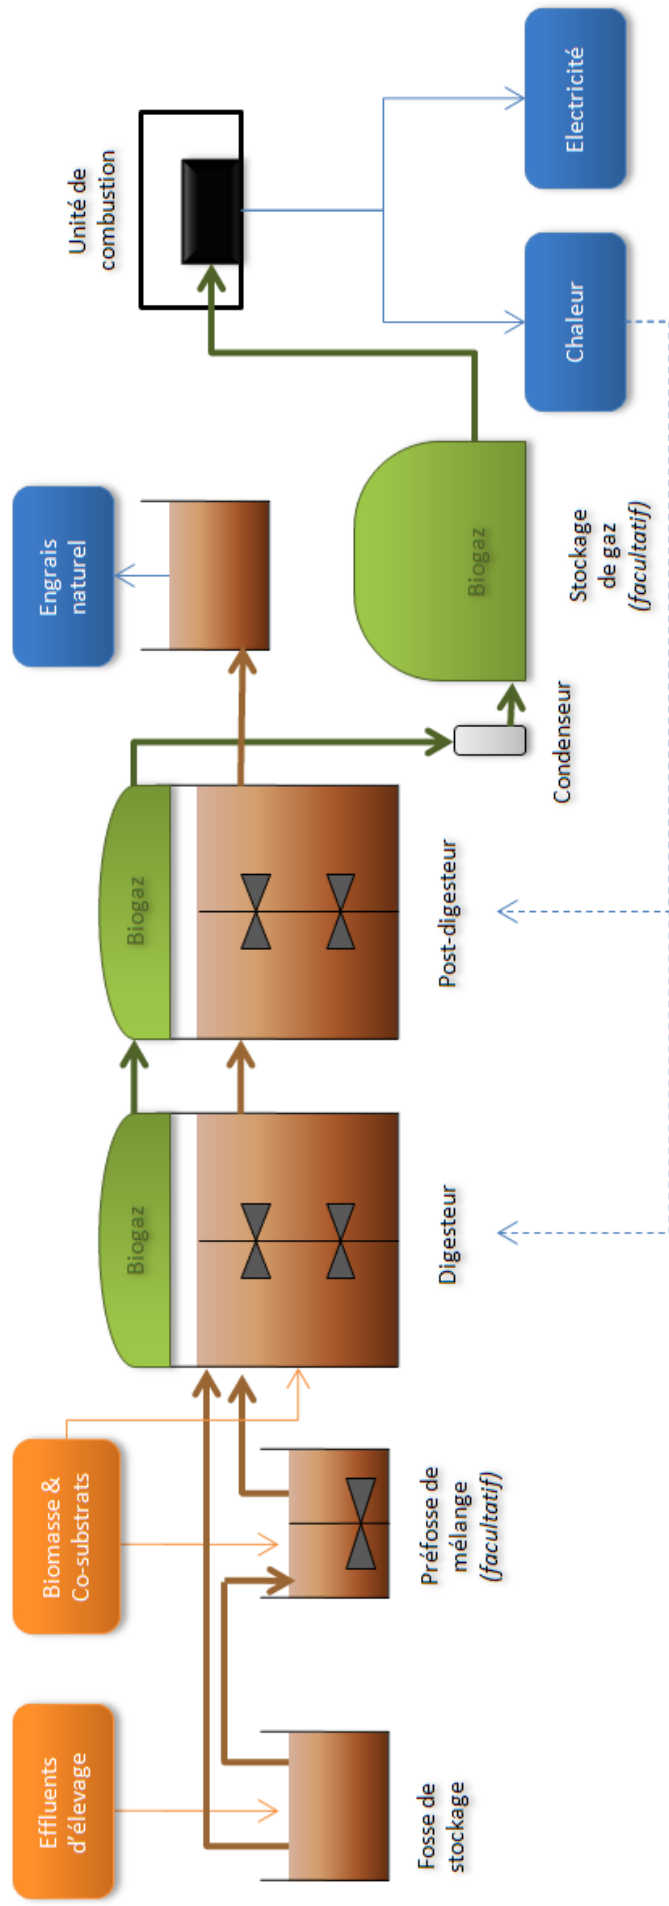 Effluents
d'élevage
Biomasse &
Co-substrats
Engrais
naturel
Unité de
combustion
Biogaz
Biogaz
Biogaz
Fosse de
stockage
Préfosse de
mélange
(facultatif)
Digesteur
Post-digesteur
Condenseur
Stockage
de gaz
(facultatif)
Chaleur
Electricité